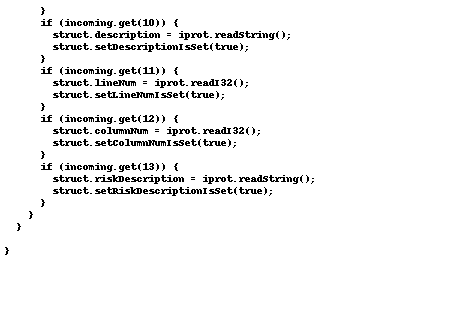 }
      if (incoming.get(10)) {
        struct.description = iprot.readString();
        struct.setDescriptionIsSet(true);
      }
      if (incoming.get(11)) {
        struct.lineNum = iprot.readI32();
        struct.setLineNumIsSet(true);
      }
      if (incoming.get(12)) {
        struct.columnNum = iprot.readI32();
        struct.setColumnNumIsSet(true);
      }
      if (incoming.get(13)) {
        struct.riskDescription = iprot.readString();
        struct.setRiskDescriptionIsSet(true);
      }
    }
  }

}